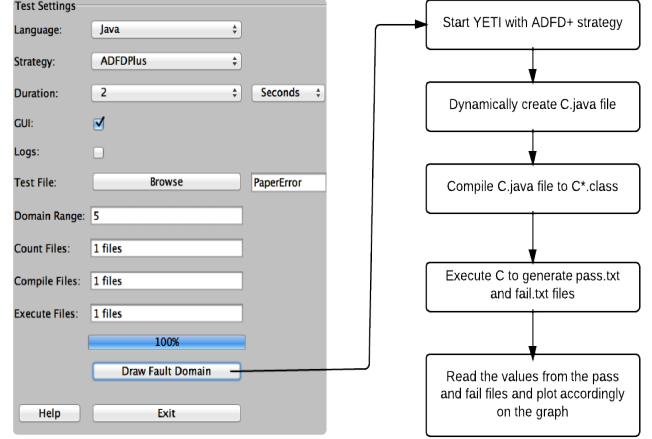 Test Settings
Language: Java
Strategy: ADFDPlus
Duration: 2 Seconds
GUI:
Logs:
Test File: Browse PaperError
Domain Range: 5
Count Files: 1 files
Compile Files: 1 files
Execute Files: 1 files
100%
Draw Fault Domain
Help Exit
Start YETI with ADFD+ strategy
Dynamically create C.java file
Compile C.java file to C*.class
Execute C to generate pass.txt
and fail.txt files
Read the values from the pass
and fail files and plot accordingly
on the graph